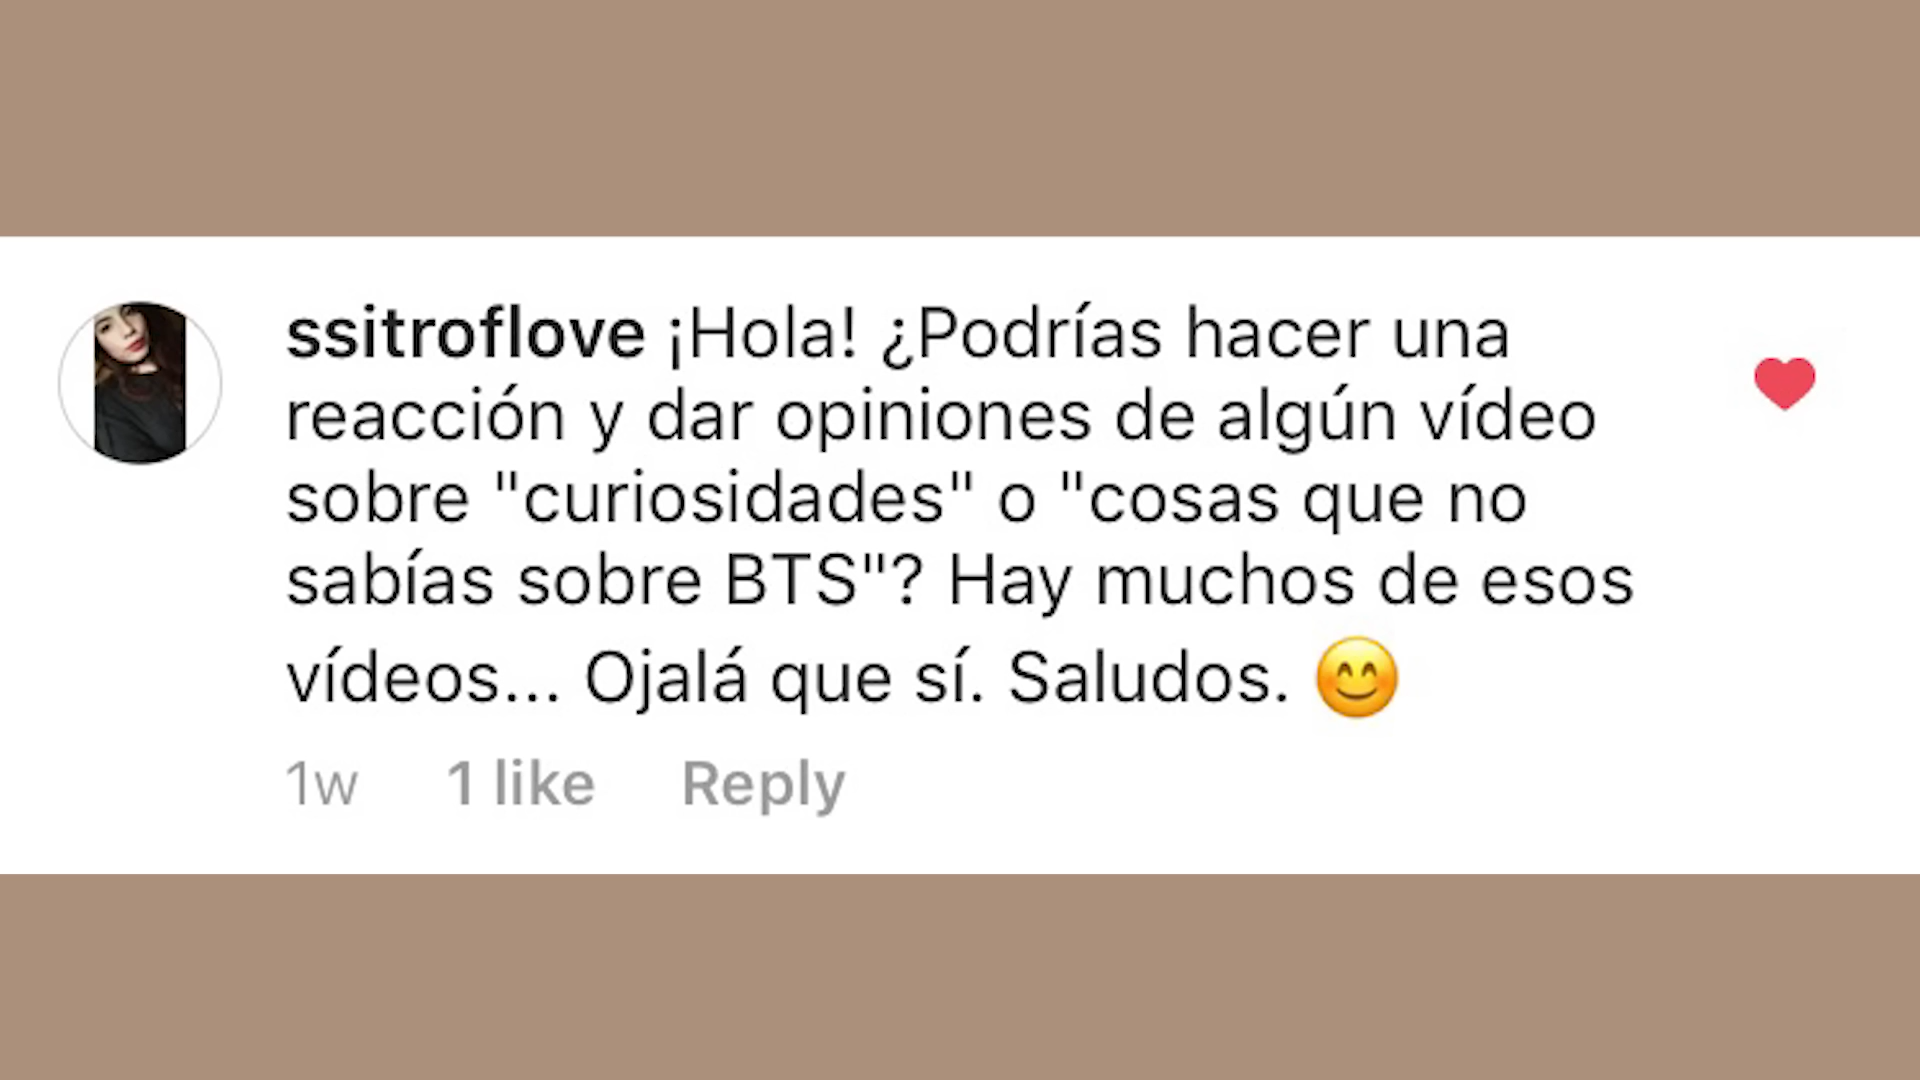 ssitroflove ¡Hola! ¿Podrías hacer una
reacción y dar opiniones de algún vídeo
sobre "curiosidades" o "cosas que no
sabías sobre BTS"? Hay muchos de esos
vídeos... Ojalá que sí. Saludos. 😊
1w 1 like Reply